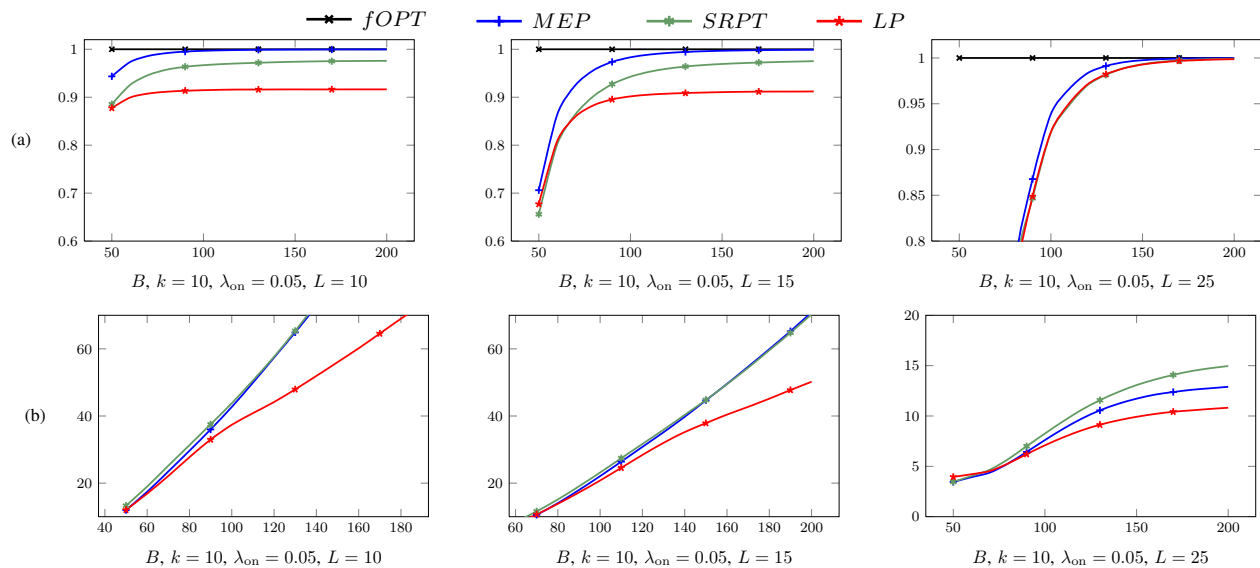 fOPT MEP SRPT LP
(a)
1
0.9
0.8
0.7
0.6
50 100 150 200
B, k = 10, λon = 0.05, L = 10
1
0.9
0.8
0.7
0.6
50 100 150 200
B, k = 10, λon = 0.05, L = 15
1
0.95
0.9
0.85
0.8
50 100 150 200
B, k = 10, λon = 0.05, L = 25
(b)
60
40
20
40 60 80 100 120 140 160 180
B, k = 10, λon = 0.05, L = 10
60
40
20
60 80 100 120 140 160 180 200
B, k = 10, λon = 0.05, L = 15
20
15
10
5
0
50 100 150 200
B, k = 10, λon = 0.05, L = 25